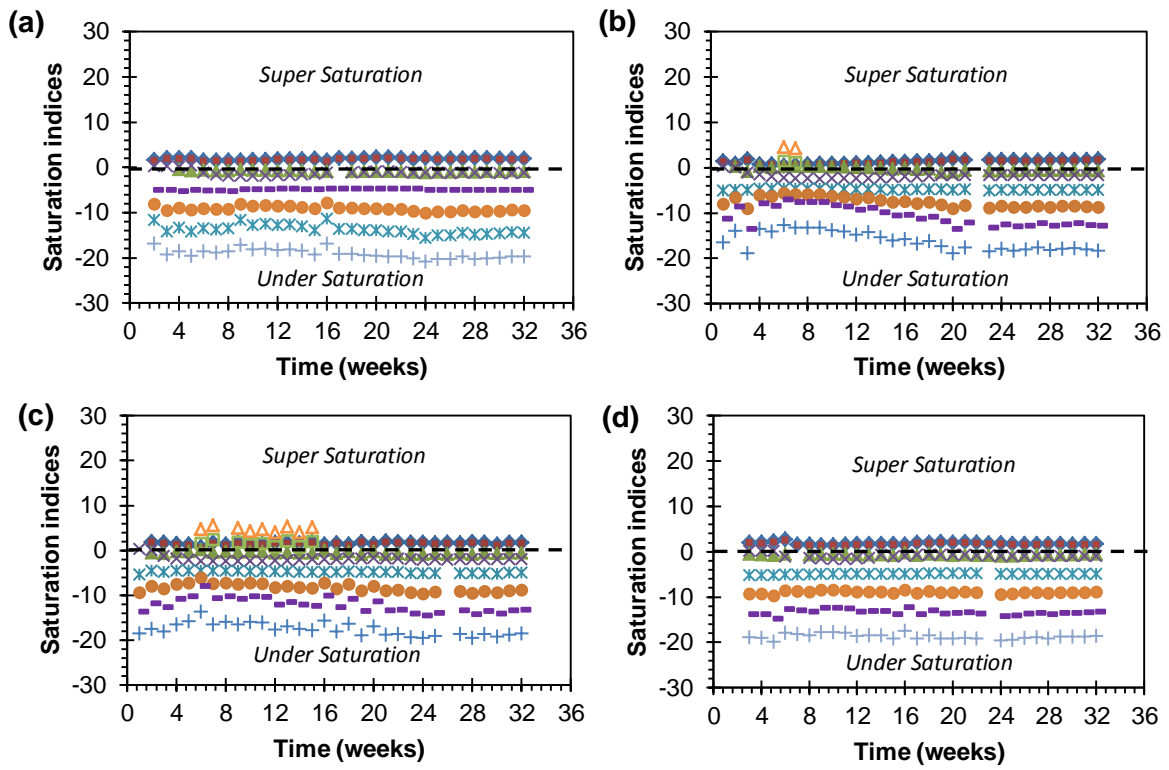 (a)
Saturation indices
30
20
10
0
-10
-20
-30
Super Saturation
Under Saturation
0 4 8 12 16 20 24 28 32 36
Time (weeks)
(b)
Saturation indices
30
20
10
0
-10
-20
-30
Super Saturation
Under Saturation
0 4 8 12 16 20 24 28 32 36
Time (weeks)
(c)
Saturation indices
30
20
10
0
-10
-20
-30
Super Saturation
Under Saturation
0 4 8 12 16 20 24 28 32 36
Time (weeks)
(d)
Saturation indices
30
20
10
0
-10
-20
-30
Super Saturation
Under Saturation
0 4 8 12 16 20 24 28 32 36
Time (weeks)